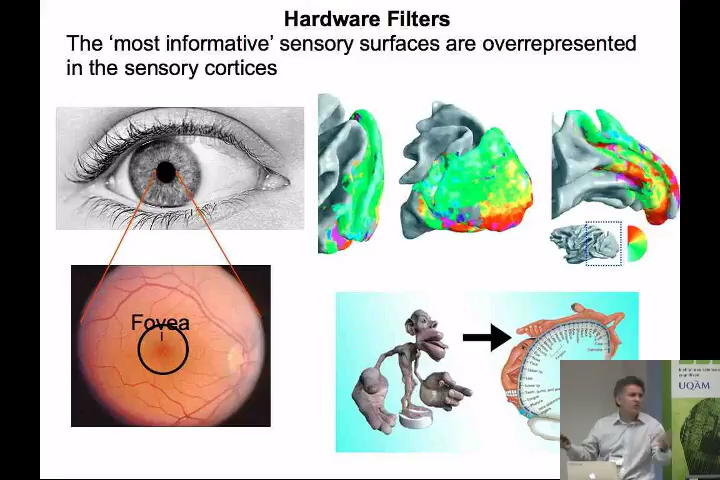 Hardware Filters
The ‘most informative’ sensory surfaces are overrepresented
in the sensory cortices
Fovea
UQÀM